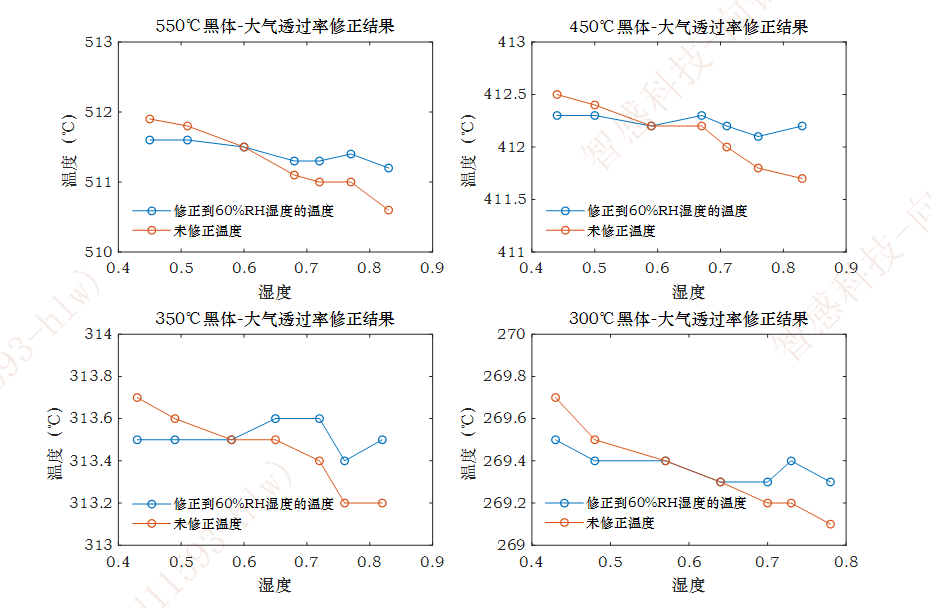 550℃黑体-大气透过率修正结果
513
512
511
510
温度（℃）
修正到60%RH湿度的温度
未修正温度
0.4 0.5 0.6 0.7 0.8 0.9
湿度
450℃黑体-大气透过率修正结果
413
412.5
412
411.5
411
温度（℃）
修正到60%RH湿度的温度
未修正温度
0.4 0.5 0.6 0.7 0.8 0.9
湿度
350℃黑体-大气透过率修正结果
314
313.8
313.6
313.4
313.2
313
温度（℃）
修正到60%RH湿度的温度
未修正温度
0.4 0.5 0.6 0.7 0.8 0.9
湿度
300℃黑体-大气透过率修正结果
270
269.8
269.6
269.4
269.2
269
温度（℃）
修正到60%RH湿度的温度
未修正温度
0.4 0.5 0.6 0.7 0.8
湿度
智感科技-向
智感科技-向
393-hlw)
d11393-hlw)